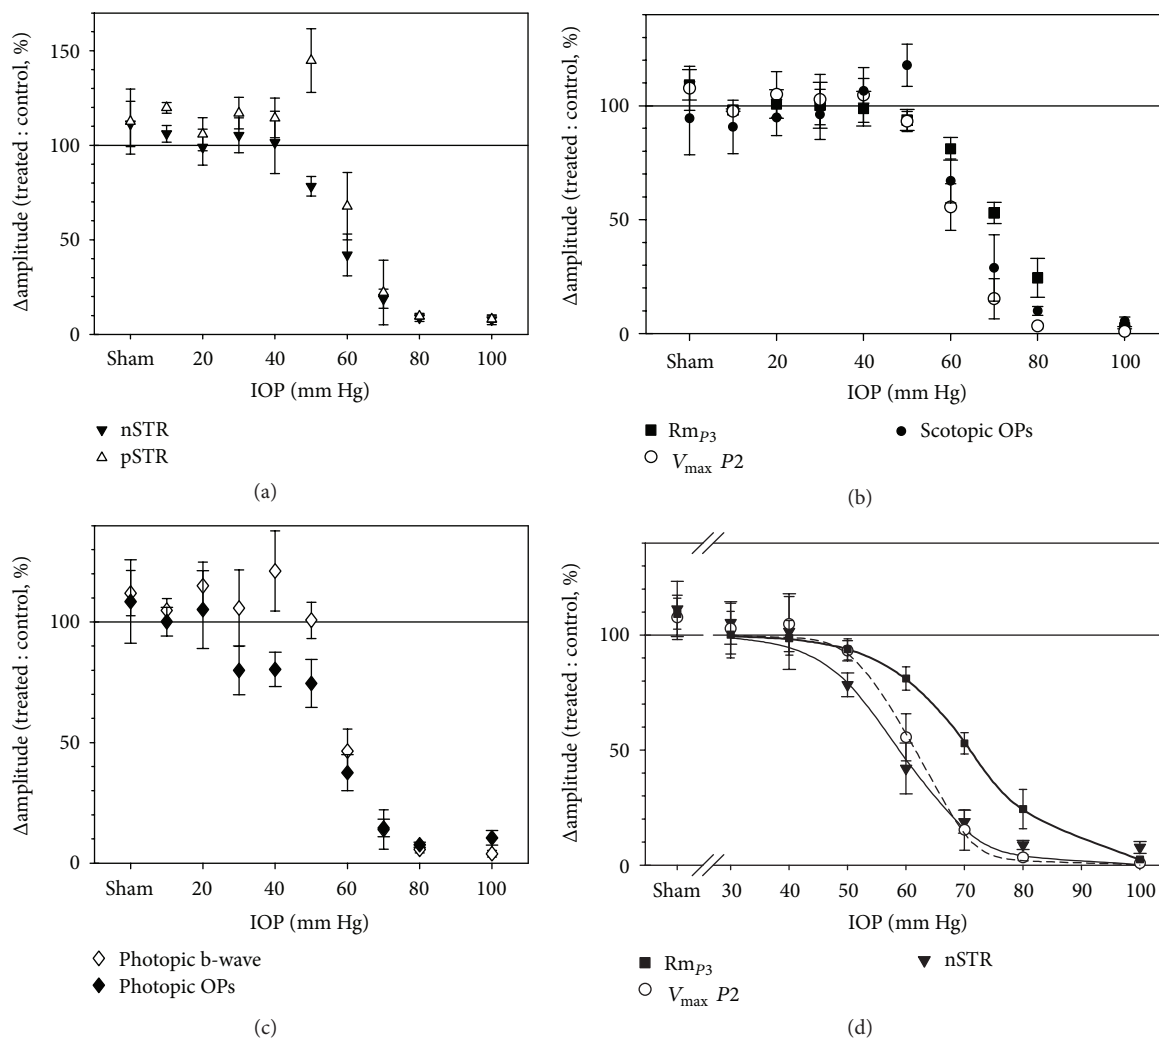 Δamplitude (treated : control, %)
150
100
50
0
Sham 20 40 60 80 100
IOP (mm Hg)
nSTR
pSTR
(a)
Δamplitude (treated : control, %)
100
50
0
Sham 20 40 60 80 100
IOP (mm Hg)
RmP3 Scotopic OPs
Vmax P2
(b)
Δamplitude (treated : control, %)
100
50
0
Sham 20 40 60 80 100
IOP (mm Hg)
Photopic b-wave
Photopic OPs
(c)
Δamplitude (treated : control, %)
100
50
0
Sham 30 40 50 60 70 80 90 100
IOP (mm Hg)
RmP3 nSTR
Vmax P2
(d)